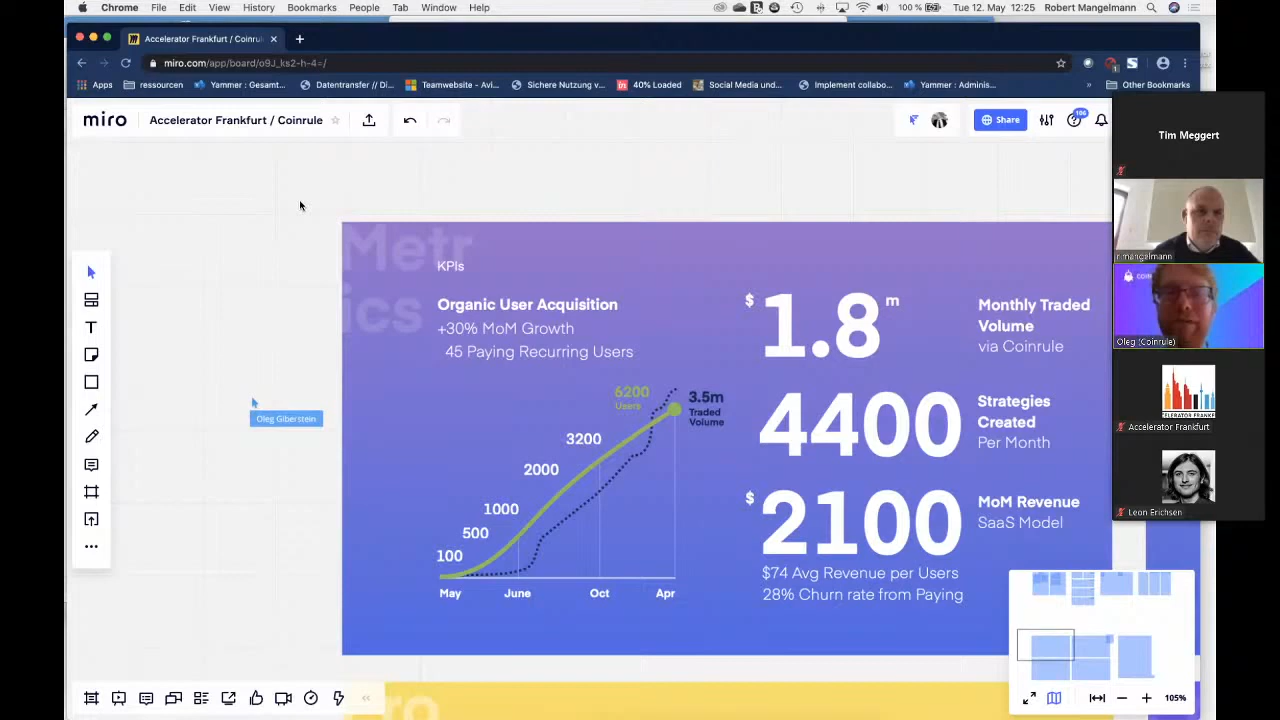 Chrome File Edit View History Bookmarks People Tab Window Help 100 % Tue 12. May 12:25 Robert Mangelmann
Accelerator Frankfurt / Coinrule
miro.com/app/board/o9J_ks2-h-4=/
Apps ressourcen Yammer : Gesamt... Datentransfer // Di... Teamwebsite - Avi... Sichere Nutzung v... 40% Loaded Social Media und... Implement collabo... Yammer : Adminis... » Other Bookmarks
miro Accelerator Frankfurt / Coinrule Share
Tim Meggert
r.mangelmann
Oleg (Coinrule)
Accelerator Frankfurt
Leon Erichsen
Oleg Giberstein
Metr
ics
KPIs
Organic User Acquisition
+30% MoM Growth
45 Paying Recurring Users
6200
Users
3.5m
Traded
Volume
3200
2000
1000
500
100
May June Oct Apr
$ 1.8 m
Monthly Traded
Volume
via Coinrule
4400
Strategies
Created
Per Month
$ 2100
MoM Revenue
SaaS Model
$74 Avg Revenue per Users
28% Churn rate from Paying
105%